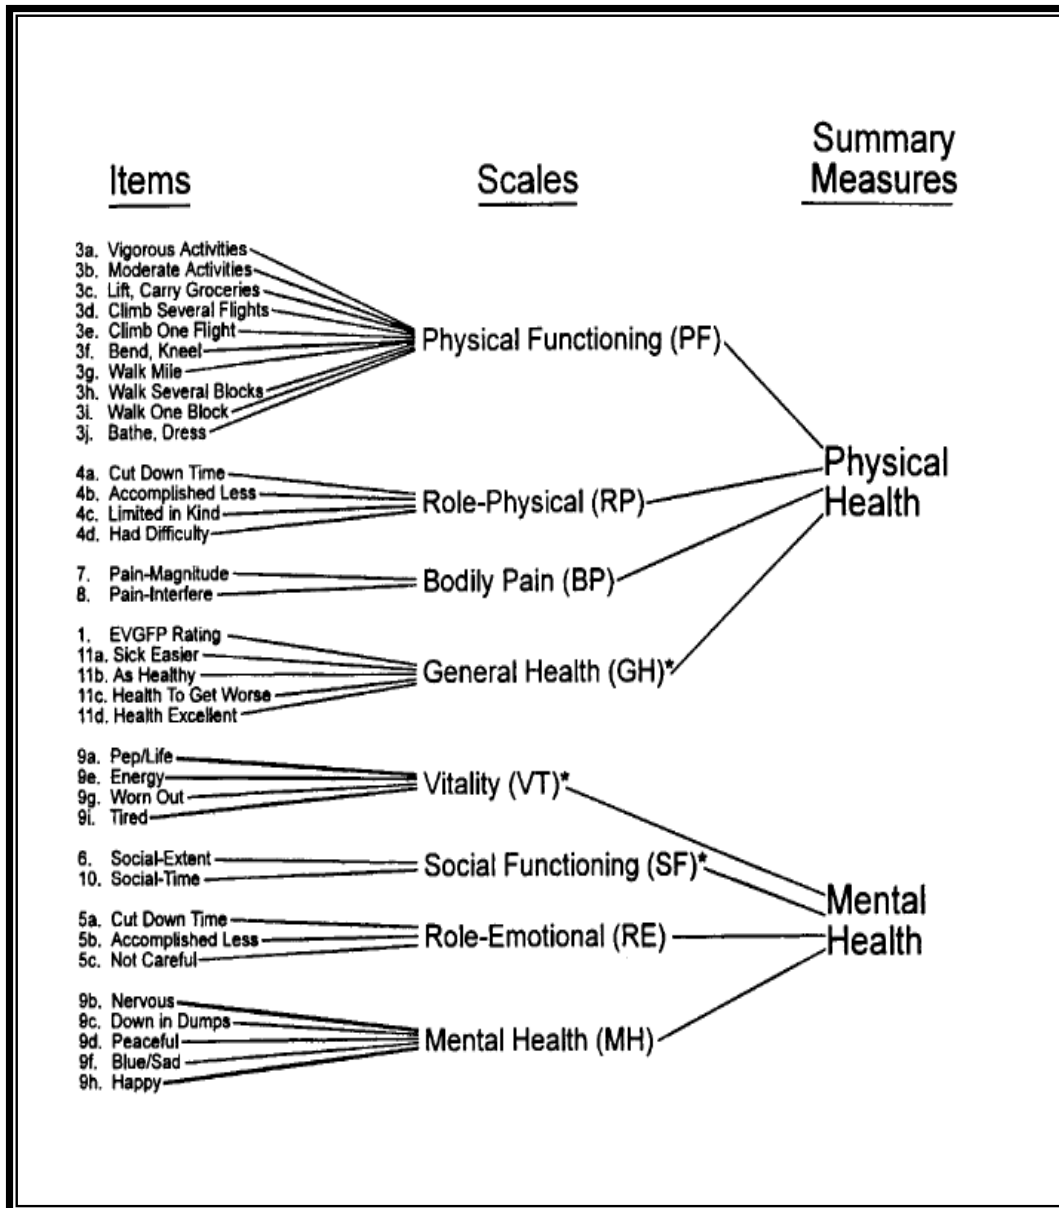 Summary
Items Scales Measures
3a. Vigorous Activities
3b. Moderate Activities
3c. Lift, Carry Groceries
3d. Climb Several Flights
3e. Climb One Flight
3f. Bend, Kneel
3g. Walk Mile
3h. Walk Several Blocks
3i. Walk One Block
3j. Bathe, Dress
Physical Functioning (PF)
4a. Cut Down Time
4b. Accomplished Less
4c. Limited in Kind
4d. Had Difficulty
Role-Physical (RP)
7. Pain-Magnitude
8. Pain-Interfere
Bodily Pain (BP)
1. EVGFP Rating
11a. Sick Easier
11b. As Healthy
11c. Health To Get Worse
11d. Health Excellent
General Health (GH)*
Physical
Health
9a. Pep/Life
9e. Energy
9g. Worn Out
9i. Tired
Vitality (VT)*
6. Social-Extent
10. Social-Time
Social Functioning (SF)*
5a. Cut Down Time
5b. Accomplished Less
5c. Not Careful
Role-Emotional (RE)
9b. Nervous
9c. Down in Dumps
9d. Peaceful
9f. Blue/Sad
9h. Happy
Mental Health (MH)
Mental
Health